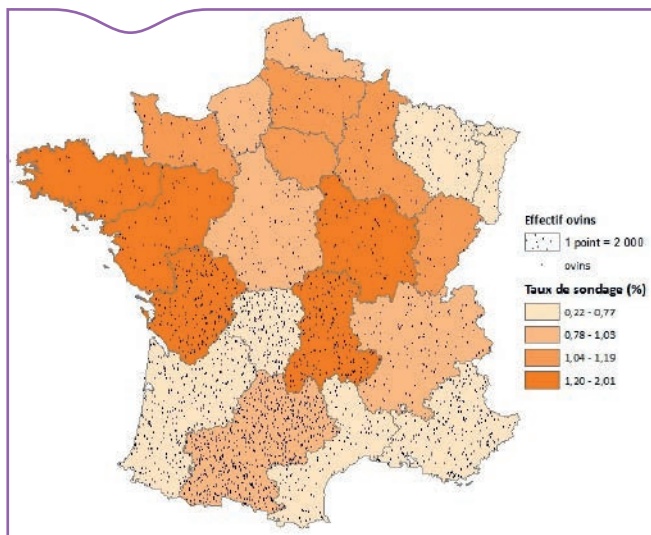 Effectif ovins
1 point = 2 000
ovins
Taux de sondage (%)
0,22 - 0,77
0,78 - 1,03
1,04 - 1,19
1,20 - 2,01